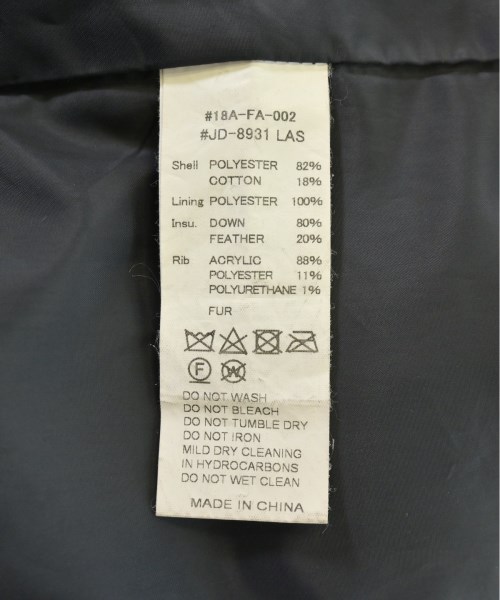 #18A-FA-002
#JD-8931 LAS
Shell POLYESTER 82%
COTTON 18%
Lining POLYESTER 100%
Insu. DOWN 80%
FEATHER 20%
Rib ACRYLIC 88%
POLYESTER 11%
POLYURETHANE 1%
FUR
F W
DO NOT WASH
DO NOT BLEACH
DO NOT TUMBLE DRY
DO NOT IRON
MILD DRY CLEANING
IN HYDROCARBONS
DO NOT WET CLEAN
MADE IN CHINA